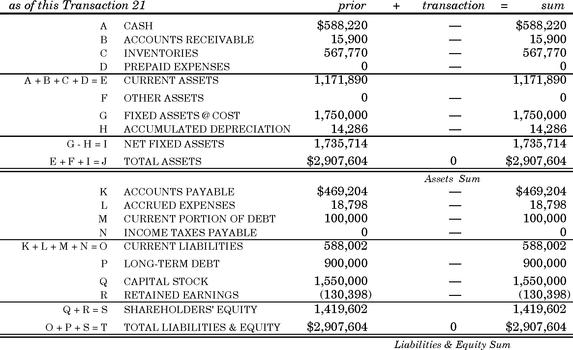 as of this Transaction 21 prior + transaction = sum
A CASH $588,220 — $588,220
B ACCOUNTS RECEIVABLE 15,900 — 15,900
C INVENTORIES 567,770 — 567,770
D PREPAID EXPENSES 0 — 0
A + B + C + D = E CURRENT ASSETS 1,171,890 1,171,890
F OTHER ASSETS 0 — 0
G FIXED ASSETS @ COST 1,750,000 — 1,750,000
H ACCUMULATED DEPRECIATION 14,286 — 14,286
G - H = I NET FIXED ASSETS 1,735,714 1,735,714
E + F + I = J TOTAL ASSETS $2,907,604 0 $2,907,604
Assets Sum
K ACCOUNTS PAYABLE $469,204 — $469,204
L ACCRUED EXPENSES 18,798 — 18,798
M CURRENT PORTION OF DEBT 100,000 — 100,000
N INCOME TAXES PAYABLE 0 — 0
K + L + M + N = O CURRENT LIABILITIES 588,002 588,002
P LONG-TERM DEBT 900,000 — 900,000
Q CAPITAL STOCK 1,550,000 — 1,550,000
R RETAINED EARNINGS (130,398) — (130,398)
Q + R = S SHAREHOLDERS' EQUITY 1,419,602 1,419,602
O + P + S = T TOTAL LIABILITIES & EQUITY $2,907,604 0 $2,907,604
Liabilities & Equity Sum